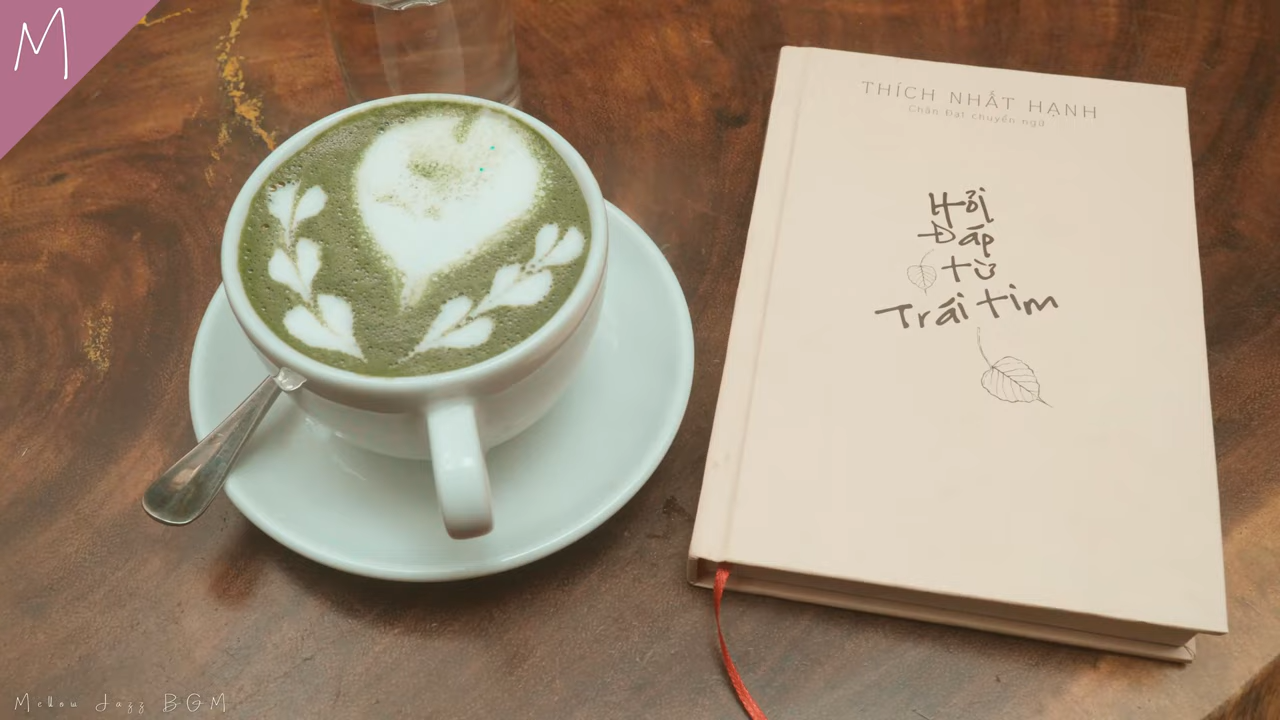 M
THÍCH NHẤT HẠNH
Chân Đạt chuyển ngữ
Hỏi
Đáp
từ
Trái tim
Mellow Jazz BGM